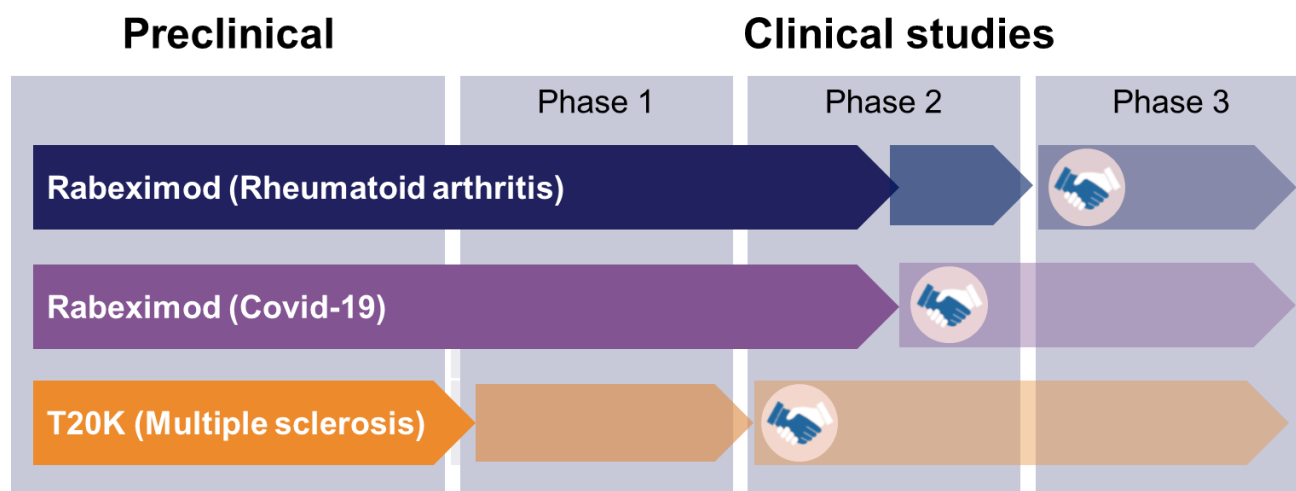 Preclinical
Clinical studies
Phase 1
Phase 2
Phase 3
Rabeximod (Rheumatoid arthritis)
Rabeximod (Covid-19)
T20K (Multiple sclerosis)